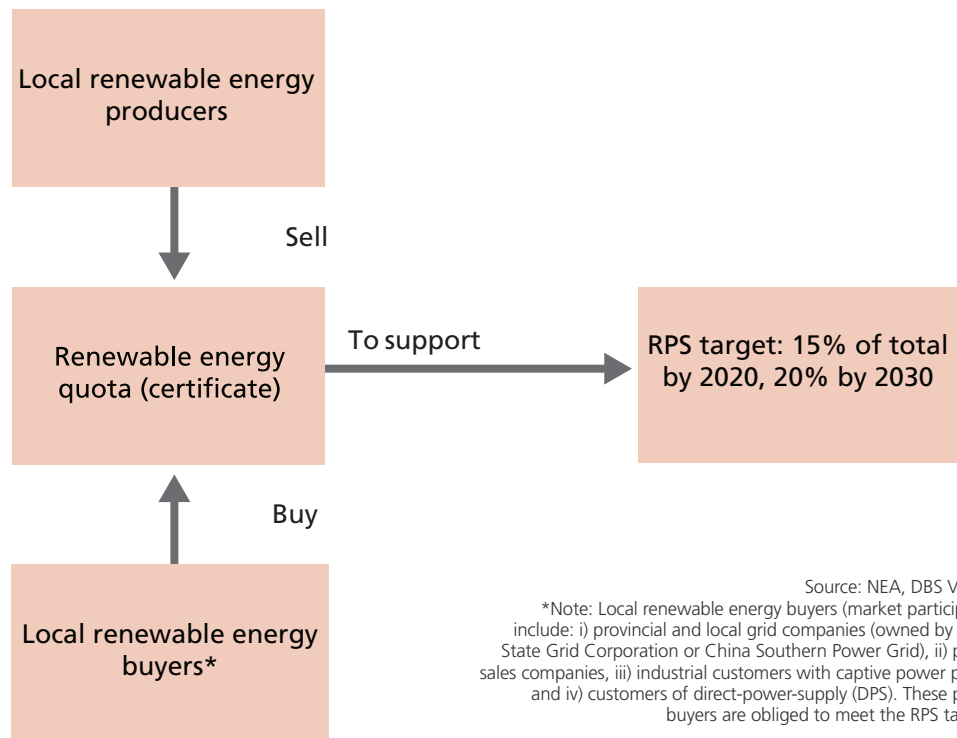 Local renewable energy
producers
Sell
Renewable energy
quota (certificate)
To support
RPS target: 15% of total
by 2020, 20% by 2030
Buy
Local renewable energy
buyers*
Source: NEA, DBS
*Note: Local renewable energy buyers (market
include: i) provincial and local grid companies (owned by
State Grid Corporation or China Southern Power Grid), ii)
sales companies, iii) industrial customers with captive power
and iv) customers of direct-power-supply (DPS). These
buyers are obliged to meet the RPS